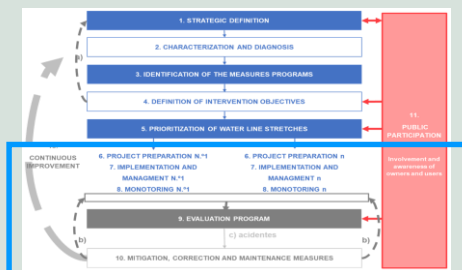 1. STRATEGIC DEFINITION
2. CHARACTERIZATION AND DIAGNOSIS
a)
3. IDENTIFICATION OF THE MEASURES PROGRAMS
4. DEFINITION OF INTERVENTION OBJECTIVES
5. PRIORITIZATION OF WATER LINE STRETCHES
11.
PUBLIC
PARTICIPATION
Involvement and
awareness of
owners and users
CONTINUOUS
IMPROVEMENT
6. PROJECT PREPARATION N.º1
7. IMPLEMENTATION AND
MANAGMENT N.º1
8. MONOTORING N.º1
6. PROJECT PREPARATION n
7. IMPLEMENTATION AND
MANAGMENT n
8. MONOTORING n
9. EVALUATION PROGRAM
b)
c) acidentes
b)
10. MITIGATION, CORRECTION AND MAINTENANCE MEASURES